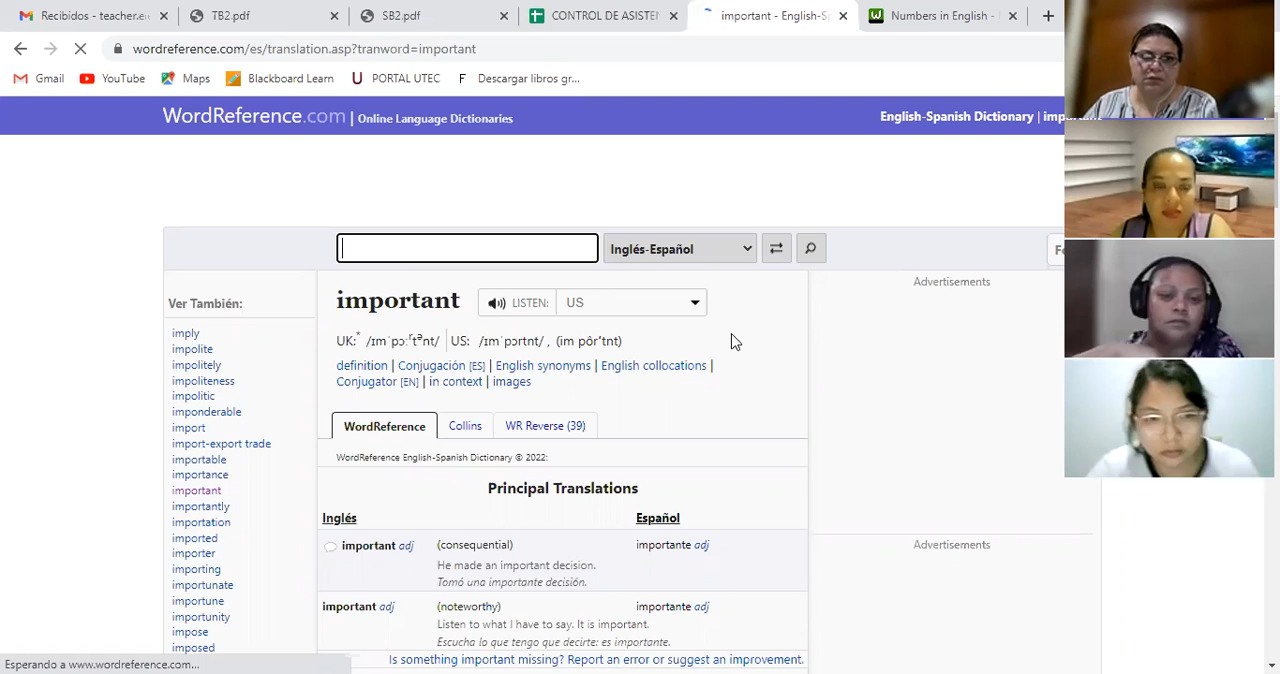 Recibidos - teacher.e
TB2.pdf
SB2.pdf
CONTROL DE ASISTE
important - English-S
Numbers in English -
wordreference.com/es/translation.asp?tranword=important
Gmail YouTube Maps Blackboard Learn U PORTAL UTEC F Descargar libros gr...
WordReference.com | Online Language Dictionaries
English-Spanish Dictionary |
Inglés-Español
Ver También:
imply
impolite
impolitely
impoliteness
impolitic
imponderable
import
import-export trade
importable
importance
important
importantly
importation
imported
importer
importing
importunate
importune
importunity
impose
imposed
important LISTEN: US
UK:* /ɪmˈpɔːrtənt/ US: /ɪmˈpɔrtnt/ , (im pôr′tnt)
definition | Conjugación [ES] | English synonyms | English collocations |
Conjugator [EN] | in context | images
WordReference Collins WR Reverse (39)
WordReference English-Spanish Dictionary © 2022:
Principal Translations
Inglés Español
important adj (consequential) importante adj
He made an important decision.
Tomó una importante decisión.
important adj (noteworthy) importante adj
Listen to what I have to say. It is important.
Escucha lo que tengo que decirte: es importante.
Is something important missing? Report an error or suggest an improvement.
Advertisements
Advertisements
Esperando a www.wordreference.com...